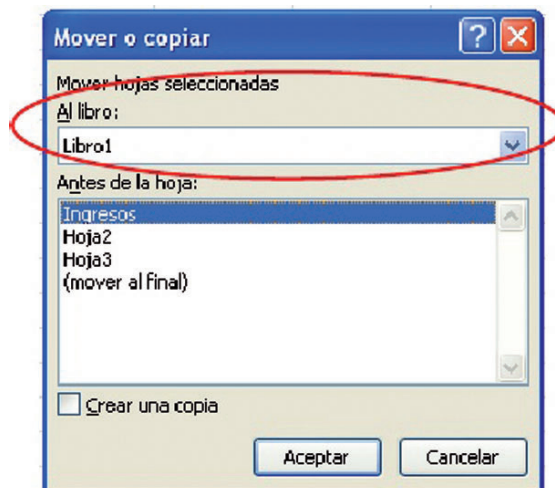 Mover o copiar
Mover hojas seleccionadas
Al libro:
Libro1
Antes de la hoja:
Ingresos
Hoja2
Hoja3
(mover al final)
Crear una copia
Aceptar Cancelar